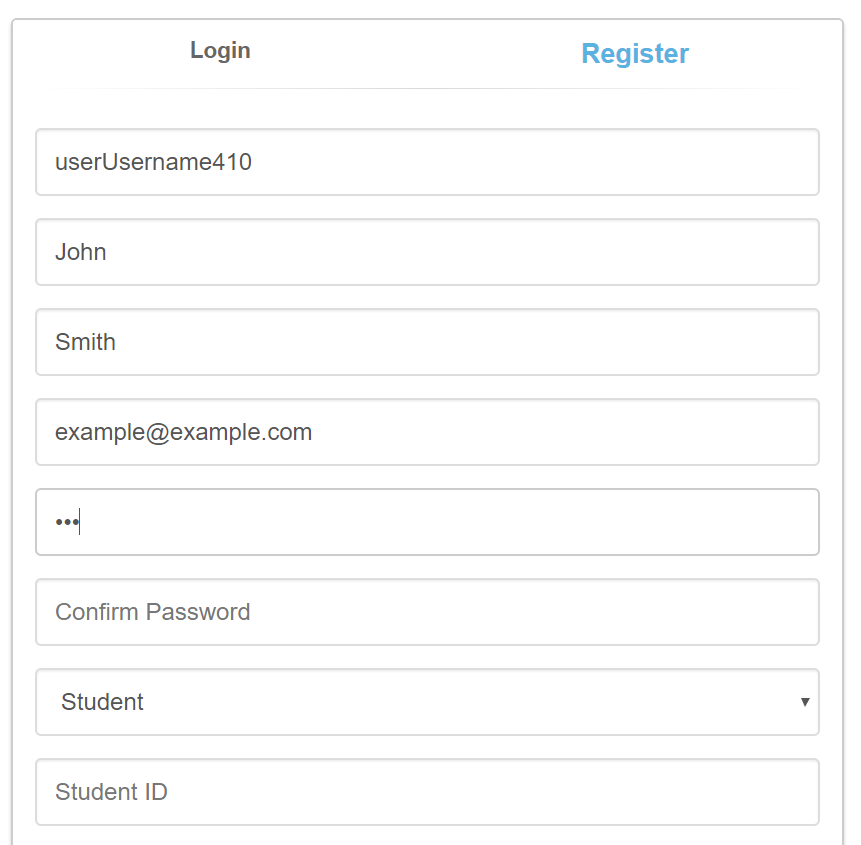 Login
Register
userUsername410
John
Smith
example@example.com
•••
Confirm Password
Student
Student ID